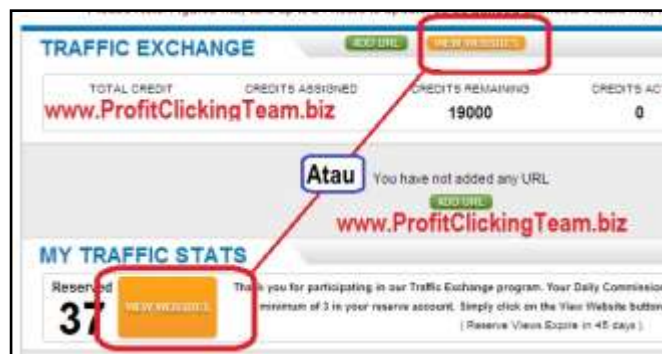 TRAFFIC EXCHANGE
ADD URL
VIEW WEBSITES
TOTAL CREDIT CREDITS ASSIGNED CREDITS REMAINING CREDITS AC
www.ProfitClickingTeam.biz 19000 0
Atau You have not added any URL
ADD URL
www.ProfitClickingTeam.biz
MY TRAFFIC STATS
Reserved
37
VIEW WEBSITES
Thank you for participating in our Traffic Exchange program. Your Daily Commission
minimum of 3 in your reserve account. Simply click on the View Website button
( Reserve Views Expire in 45 days )